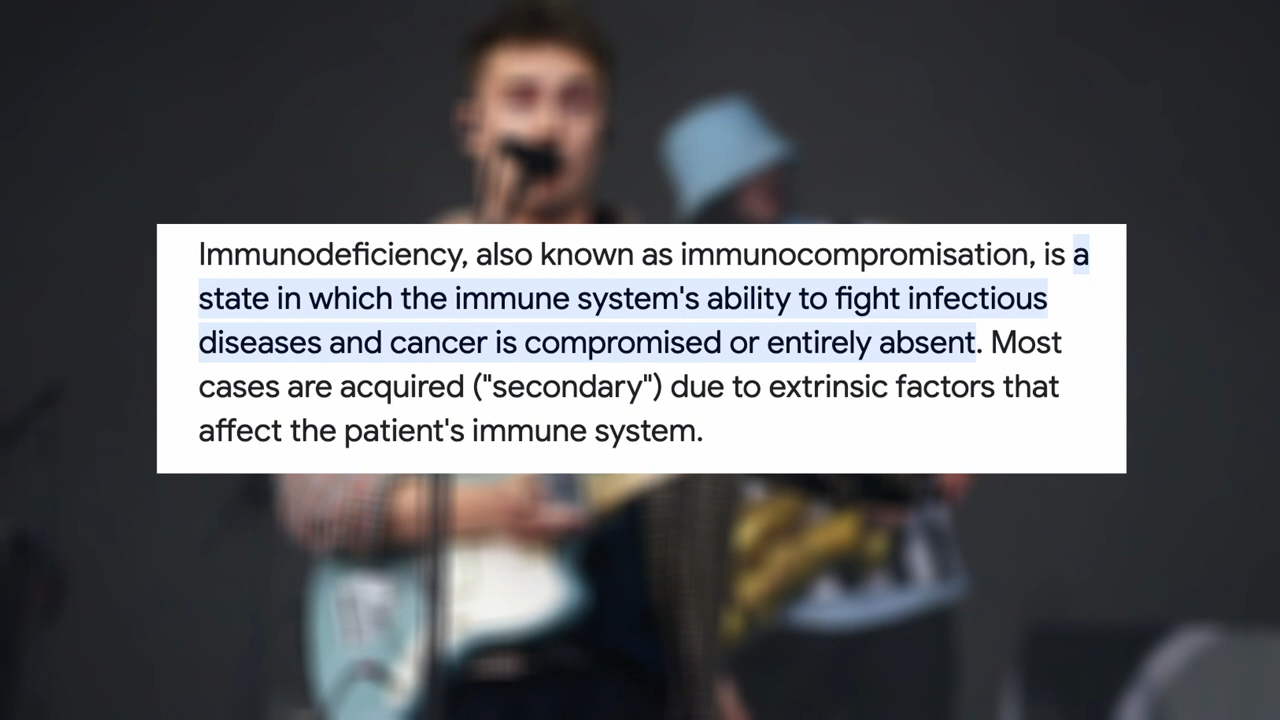 Immunodeficiency, also known as immunocompromisation, is a
state in which the immune system's ability to fight infectious
diseases and cancer is compromised or entirely absent. Most
cases are acquired ("secondary") due to extrinsic factors that
affect the patient's immune system.